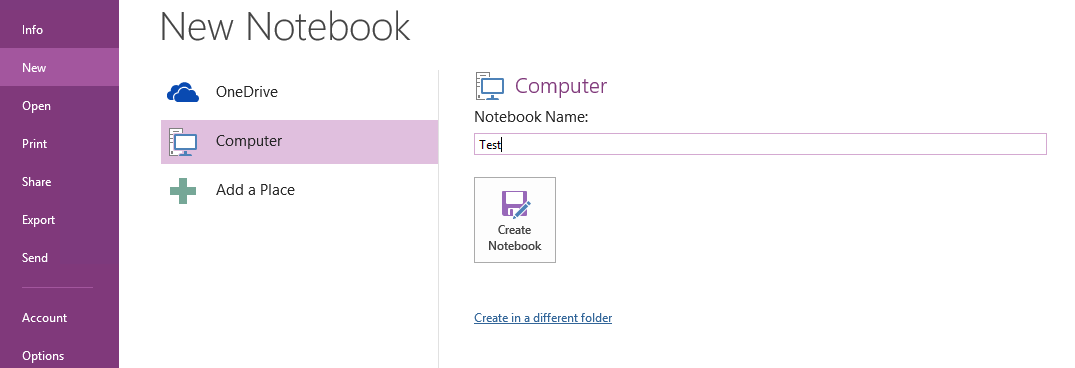 New Notebook
Info
New
Open
Print
Share
Export
Send
Account
Options
OneDrive
Computer
Add a Place
Computer
Notebook Name:
Test
Create
Notebook
Create in a different folder